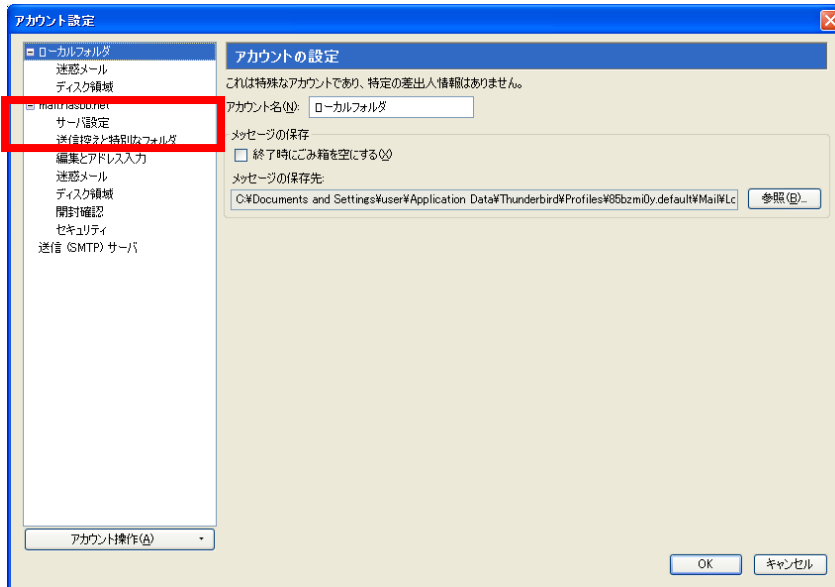 アカウント設定
ローカルフォルダ
迷惑メール
ディスク領域
サーバ設定
送信控えと特別なフォルダ
編集とアドレス入力
迷惑メール
ディスク領域
開封確認
セキュリティ
送信 (SMTP) サーバ
アカウント操作(A)
アカウントの設定
これは特殊なアカウントであり、特定の差出人情報はありません。
アカウント名(N): ローカルフォルダ
メッセージの保存
終了時にごみ箱を空にする(X)
メッセージの保存先:
C:¥Documents and Settings¥user¥Application Data¥Thunderbird¥Profiles¥85bzmi0y.default¥Mail¥Lc 参照(B)...
OK キャンセル